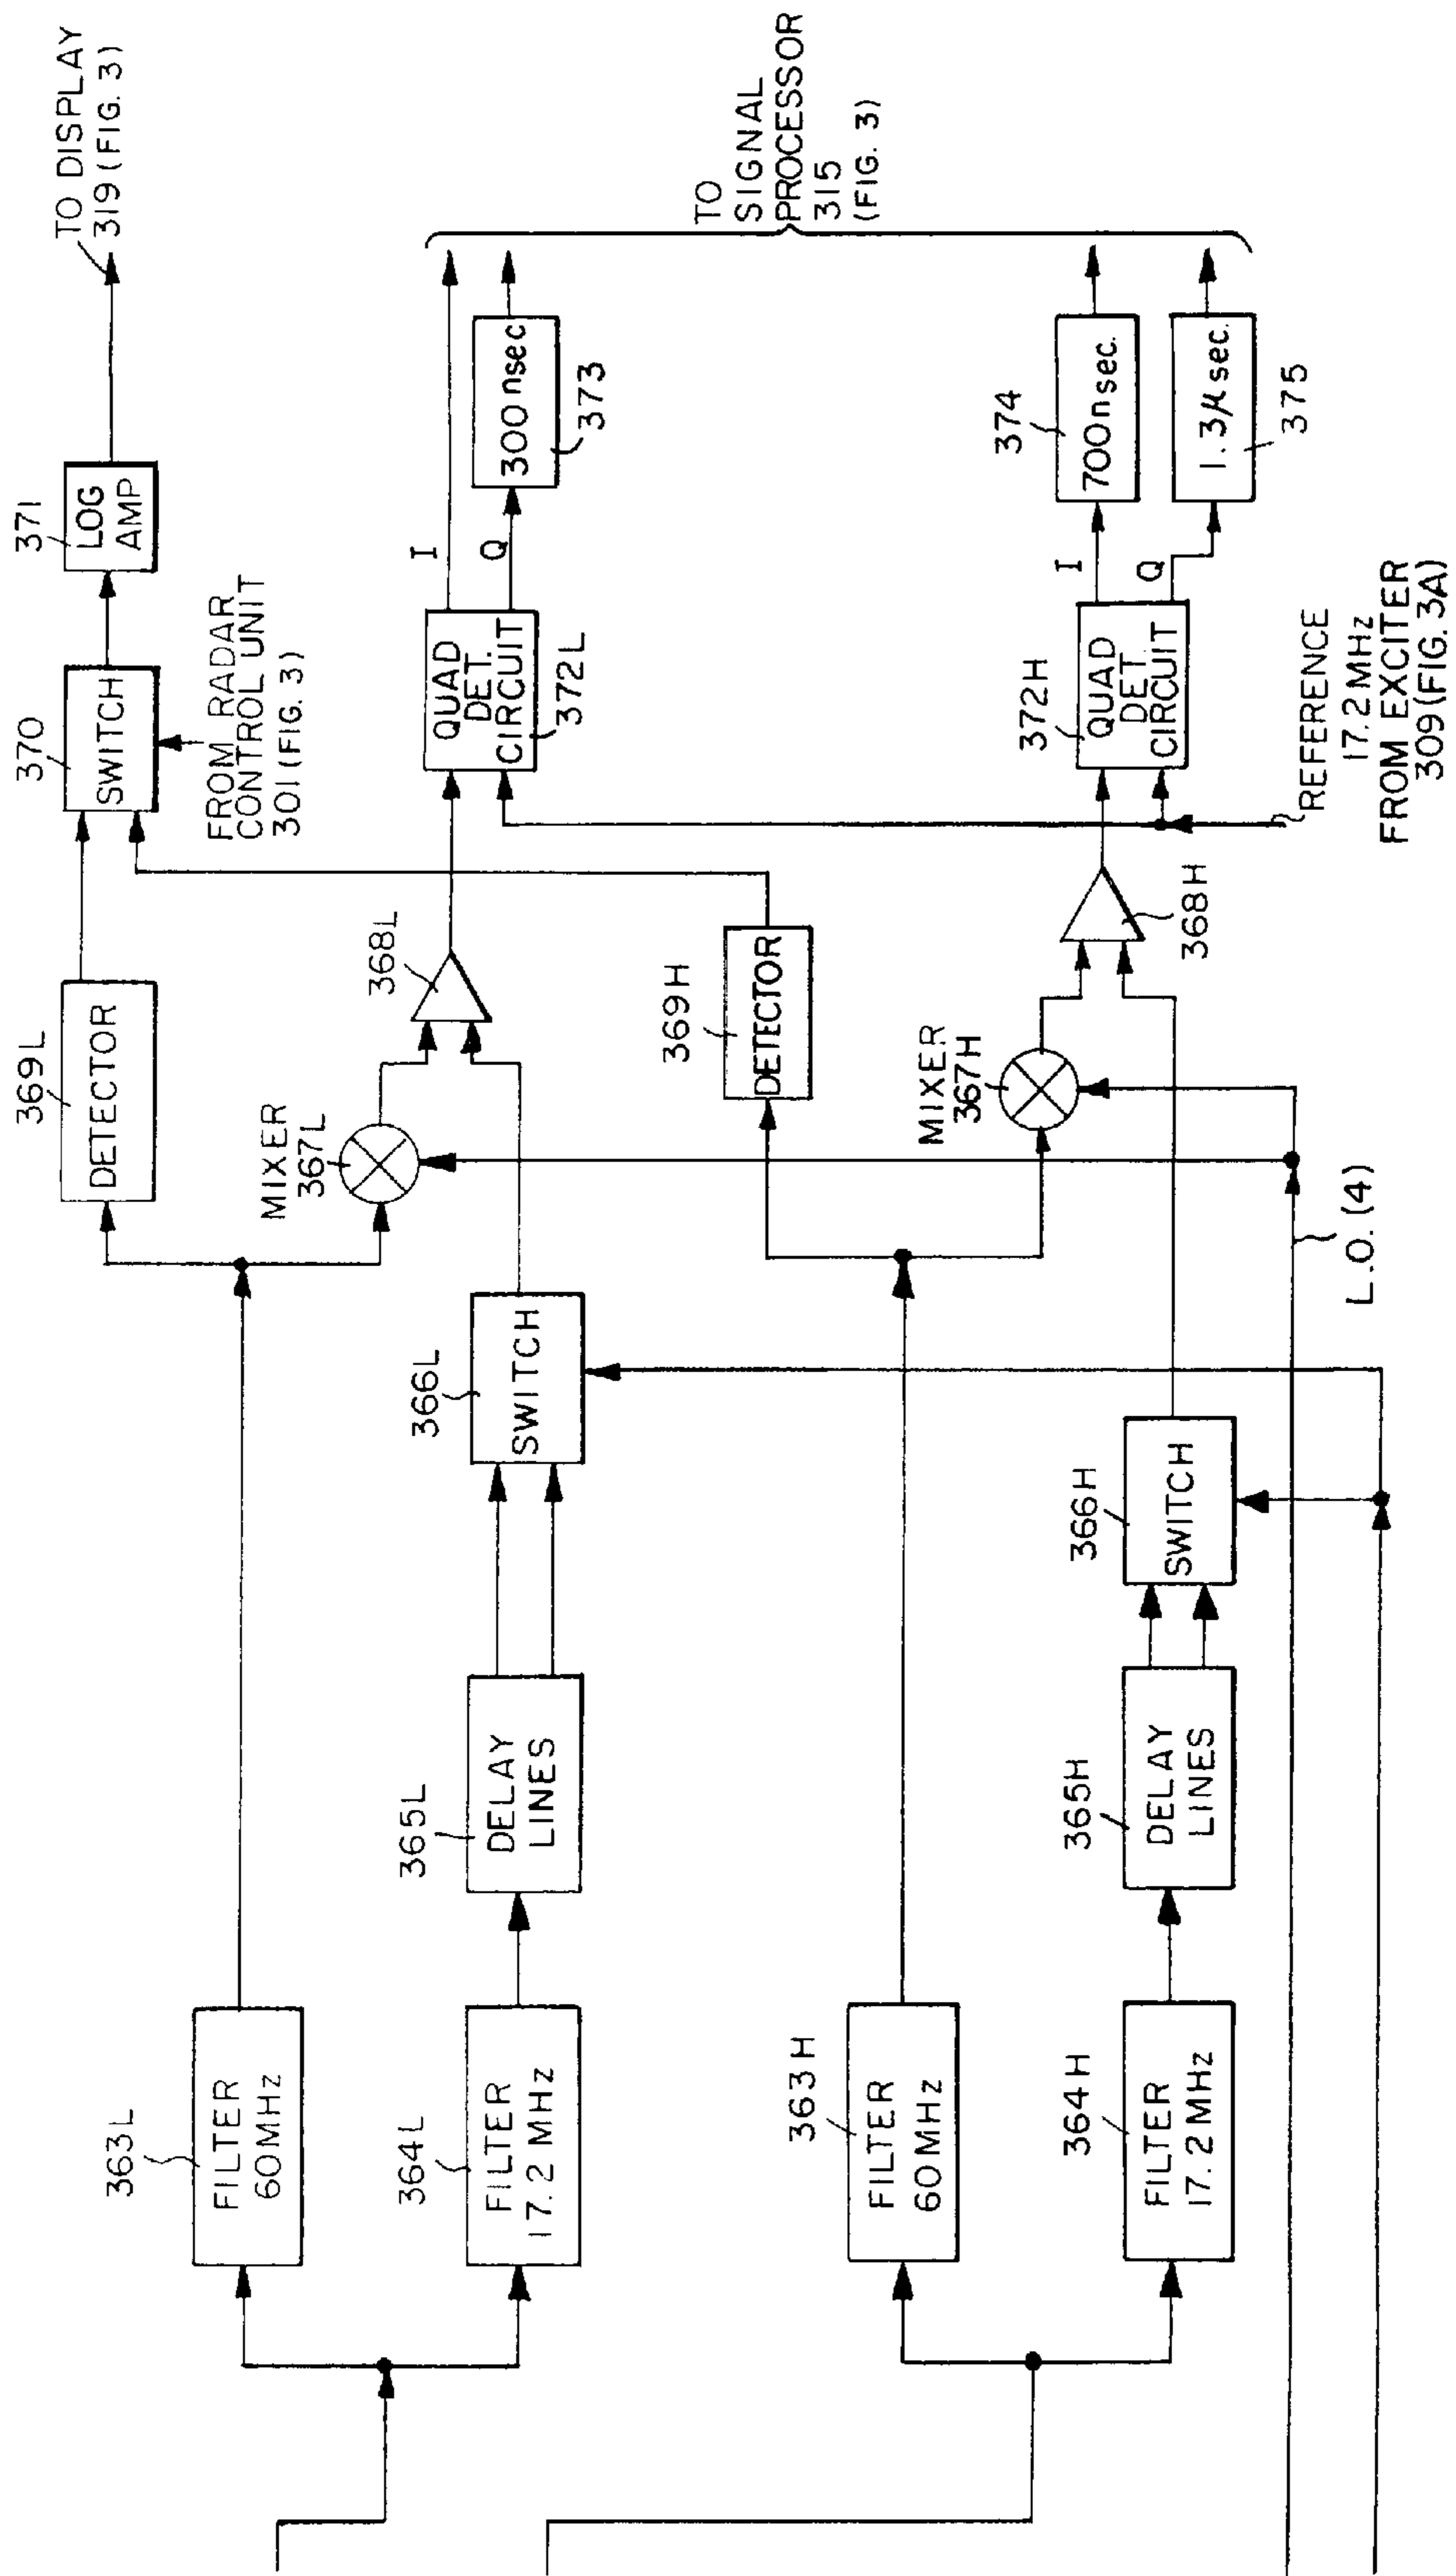 363L
FILTER
60MHz
364L
FILTER
17.2 MHz
365L
DELAY
LINES
366L
SWITCH
MIXER
367L
368L
369L
DETECTOR
370
SWITCH
FROM RADAR
CONTROL UNIT
301 (FIG. 3)
371
LOG
AMP
TO DISPLAY
319 (FIG. 3)
QUAD
DET.
CIRCUIT
372L
I
Q
300 nsec
373
363H
FILTER
60MHz
364H
FILTER
17.2MHz
365H
DELAY
LINES
366H
SWITCH
369H
DETECTOR
MIXER
367H
368H
372H
QUAD
DET.
CIRCUIT
I
Q
374
700nsec.
1.3μsec.
375
TO
SIGNAL
PROCESSOR
315
(FIG. 3)
L.O. (4)
REFERENCE
17.2MHz
FROM EXCITER
309 (FIG. 3A)